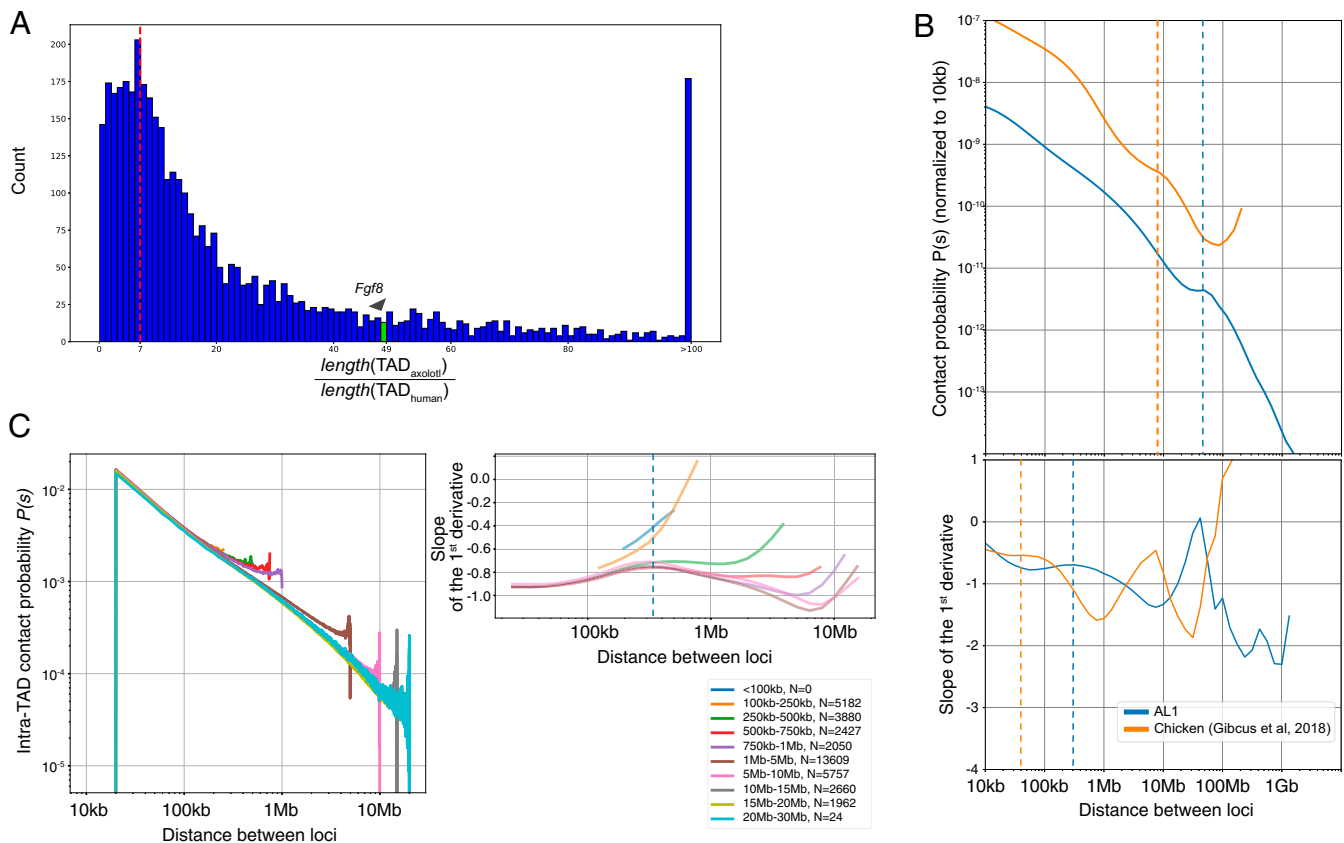 A
200
175
150
125
100
75
50
25
0
Count
Fgf8
0
7
20
40
49
60
80
>100
length(TADaxolotl)
length(TADhuman)
B
10-7
10-8
10-9
10-10
10-11
10-12
10-13
Contact probability P(s) (normalized to 10kb)
1
0
-1
-2
-3
-4
Slope of the 1st derivative
AL1
Chicken (Gibcus et al, 2018)
10kb
100kb
1Mb
10Mb
100Mb
1Gb
Distance between loci
C
10-2
10-3
10-4
10-5
Intra-TAD contact probability P(s)
10kb
100kb
1Mb
10Mb
Distance between loci
0.0
-0.2
-0.4
-0.6
-0.8
-1.0
Slope
of the 1st derivative
100kb
1Mb
10Mb
Distance between loci
<100kb, N=0
100kb-250kb, N=5182
250kb-500kb, N=3880
500kb-750kb, N=2427
750kb-1Mb, N=2050
1Mb-5Mb, N=13609
5Mb-10Mb, N=5757
10Mb-15Mb, N=2660
15Mb-20Mb, N=1962
20Mb-30Mb, N=24